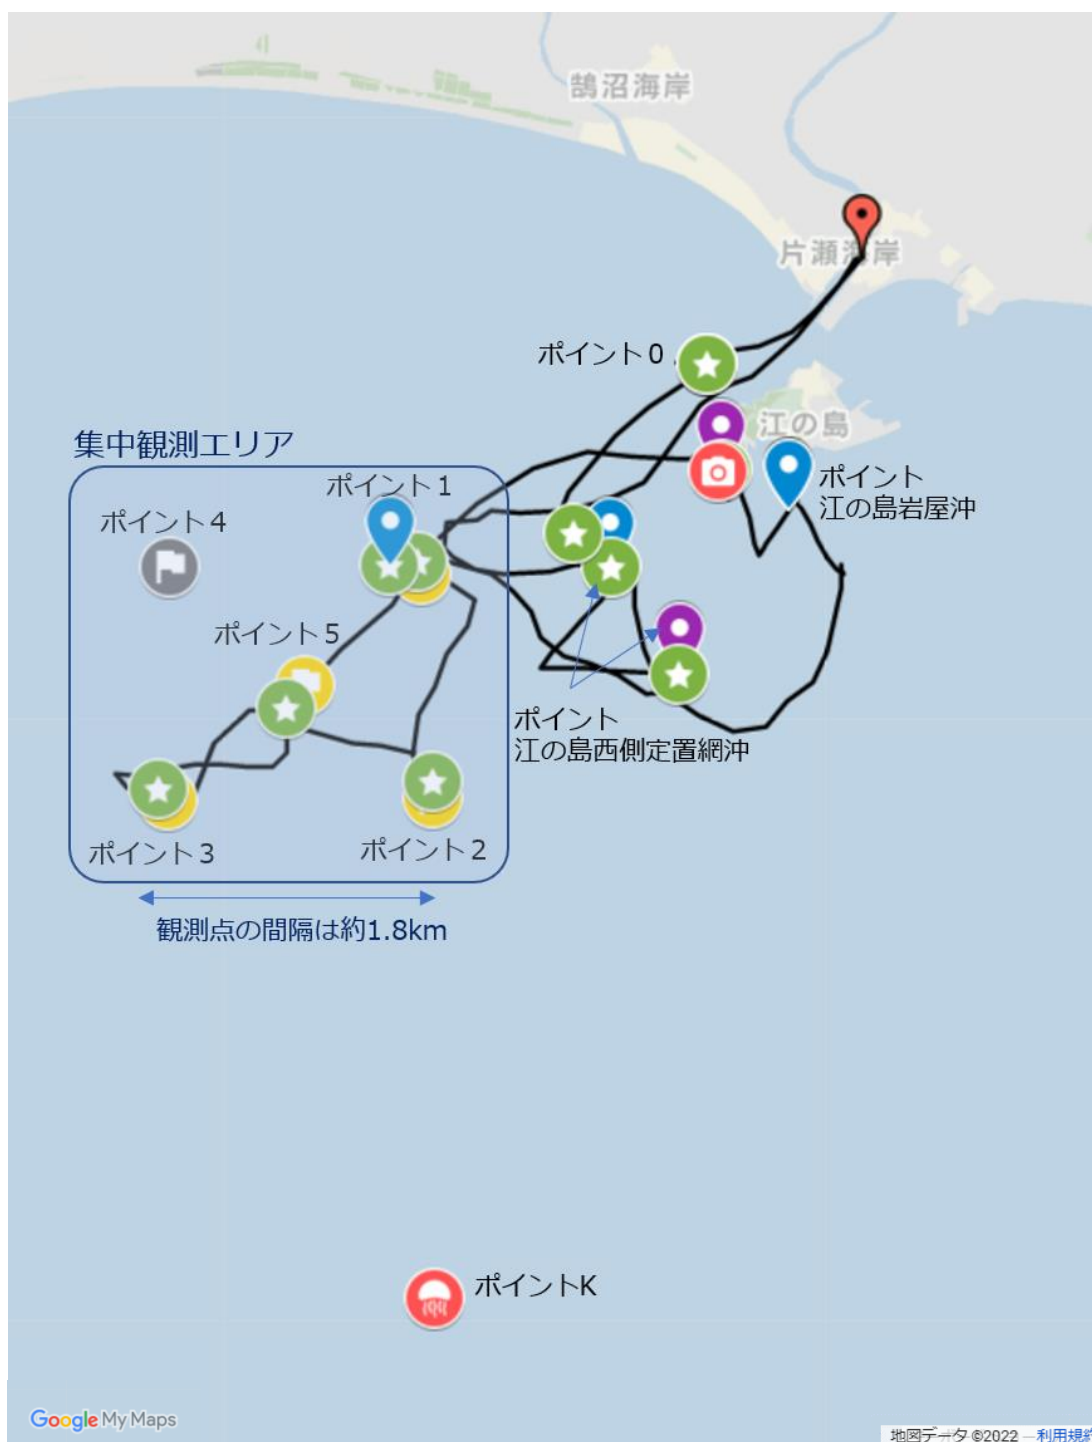 鵠沼海岸
片瀬海岸
ポイント0
江の島
集中観測エリア
ポイント1
ポイント
江の島岩屋沖
ポイント4
ポイント5
ポイント
江の島西側定置網沖
ポイント3
ポイント2
観測点の間隔は約1.8km
ポイントK
Google My Maps
地図データ ©2022
利用規約